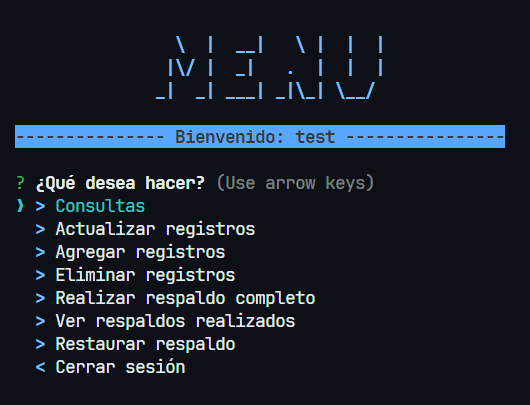 MENU
--------------- Bienvenido: test ----------------
? ¿Qué desea hacer? (Use arrow keys)
❯ > Consultas
> Actualizar registros
> Agregar registros
> Eliminar registros
> Realizar respaldo completo
> Ver respaldos realizados
> Restaurar respaldo
< Cerrar sesión